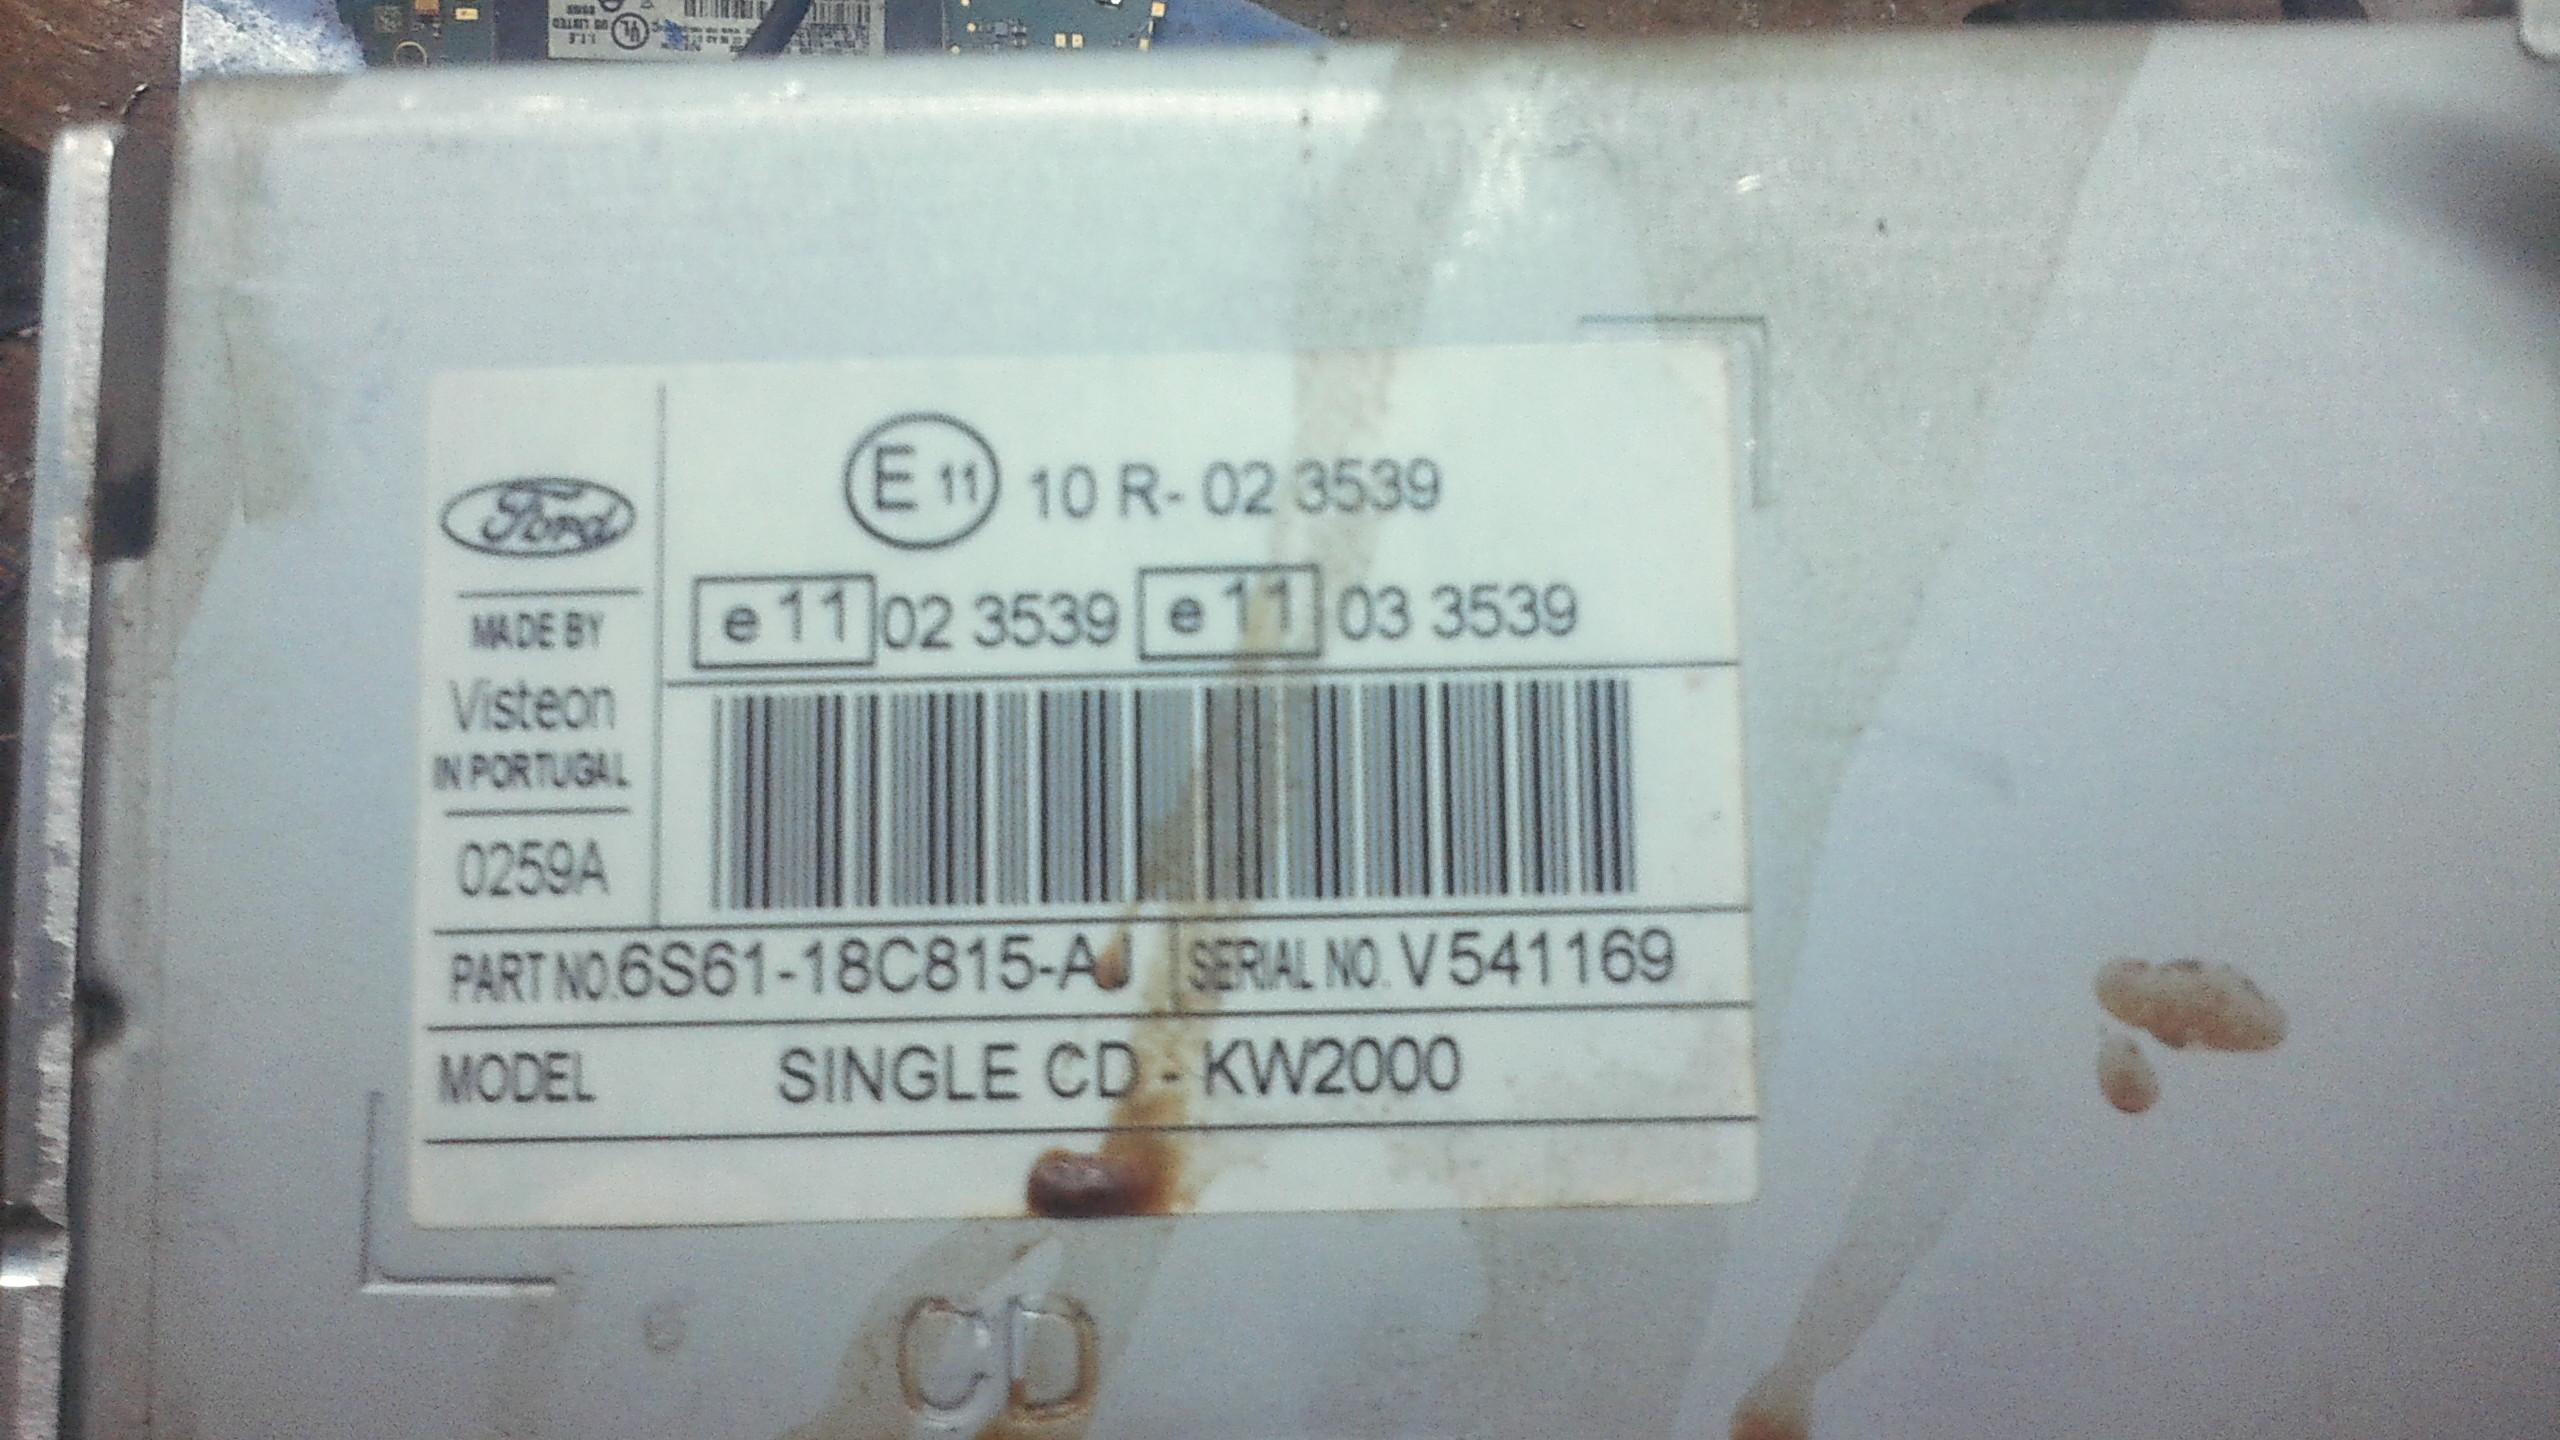 E 11 10 R- 02 3539
Ford
e 11 02 3539 e 11 03 3539
MADE BY
Visteon
IN PORTUGAL
0259A
PART NO. 6S61-18C815-AJ SERIAL NO. V541169
MODEL SINGLE CD - KW2000
CD